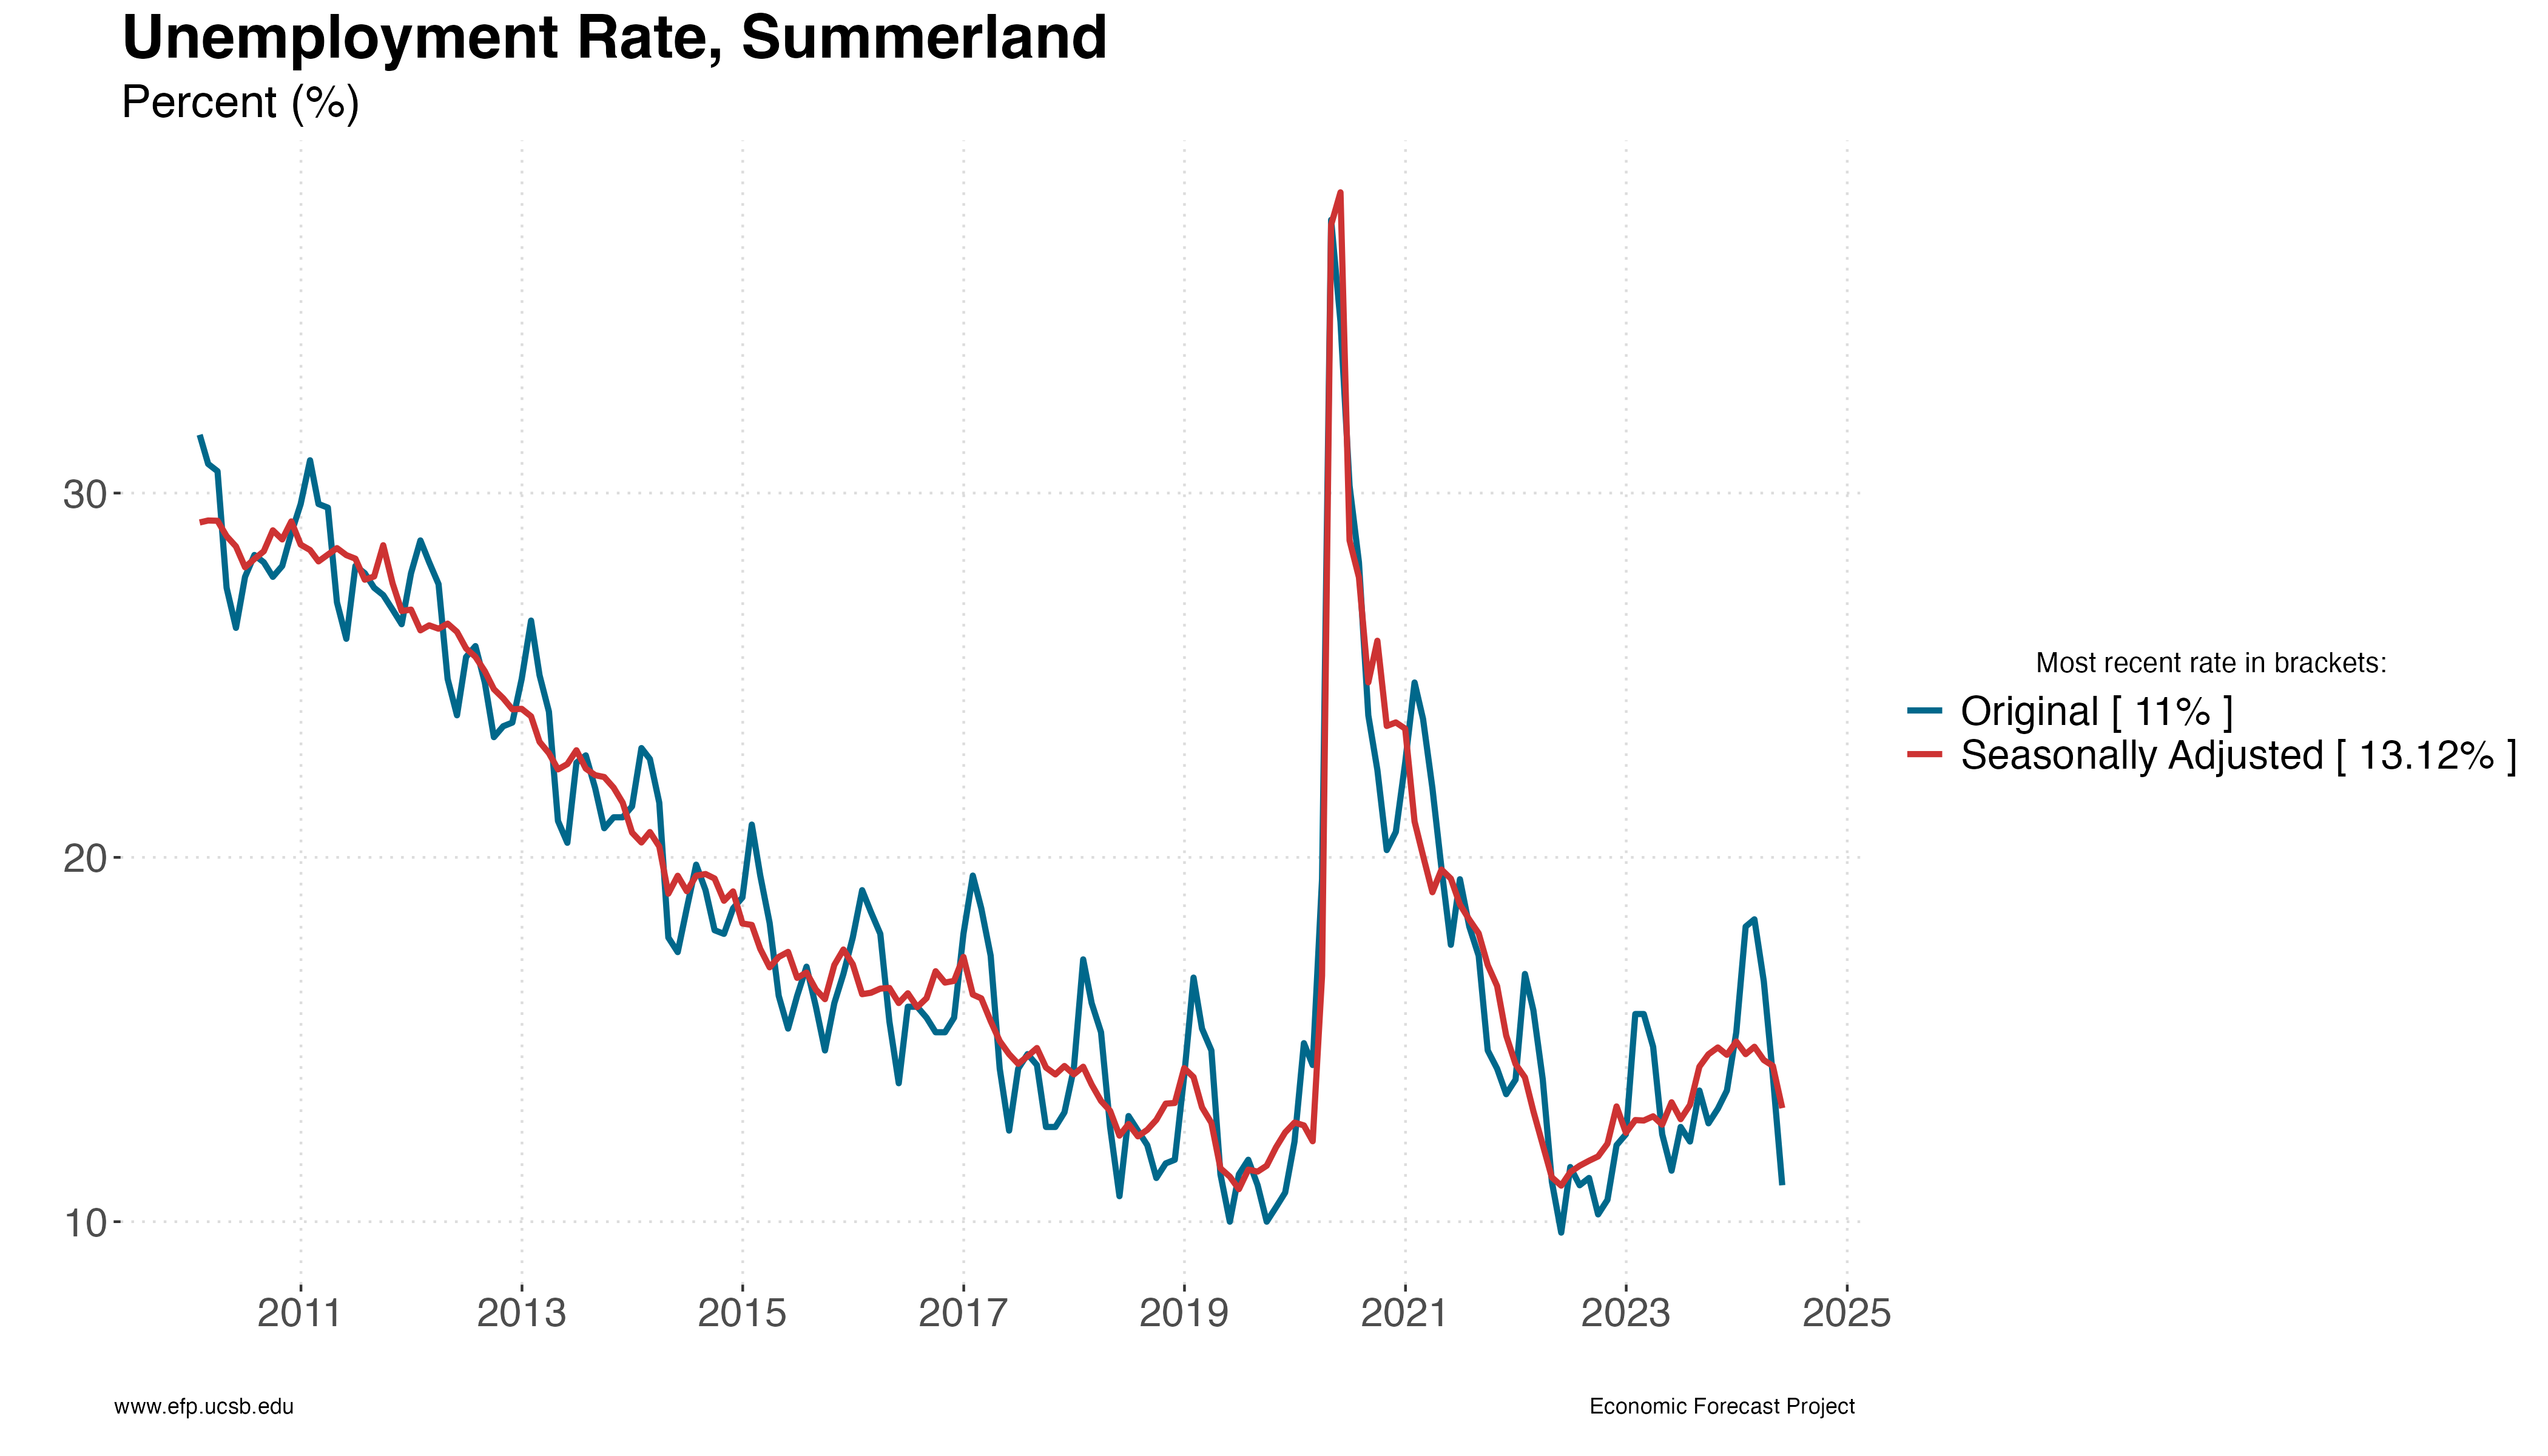 Unemployment Rate, Summerland
Percent (%)
30
20
10
2011 2013 2015 2017 2019 2021 2023 2025
Most recent rate in brackets:
Original [ 11% ]
Seasonally Adjusted [ 13.12% ]
www.efp.ucsb.edu
Economic Forecast Project